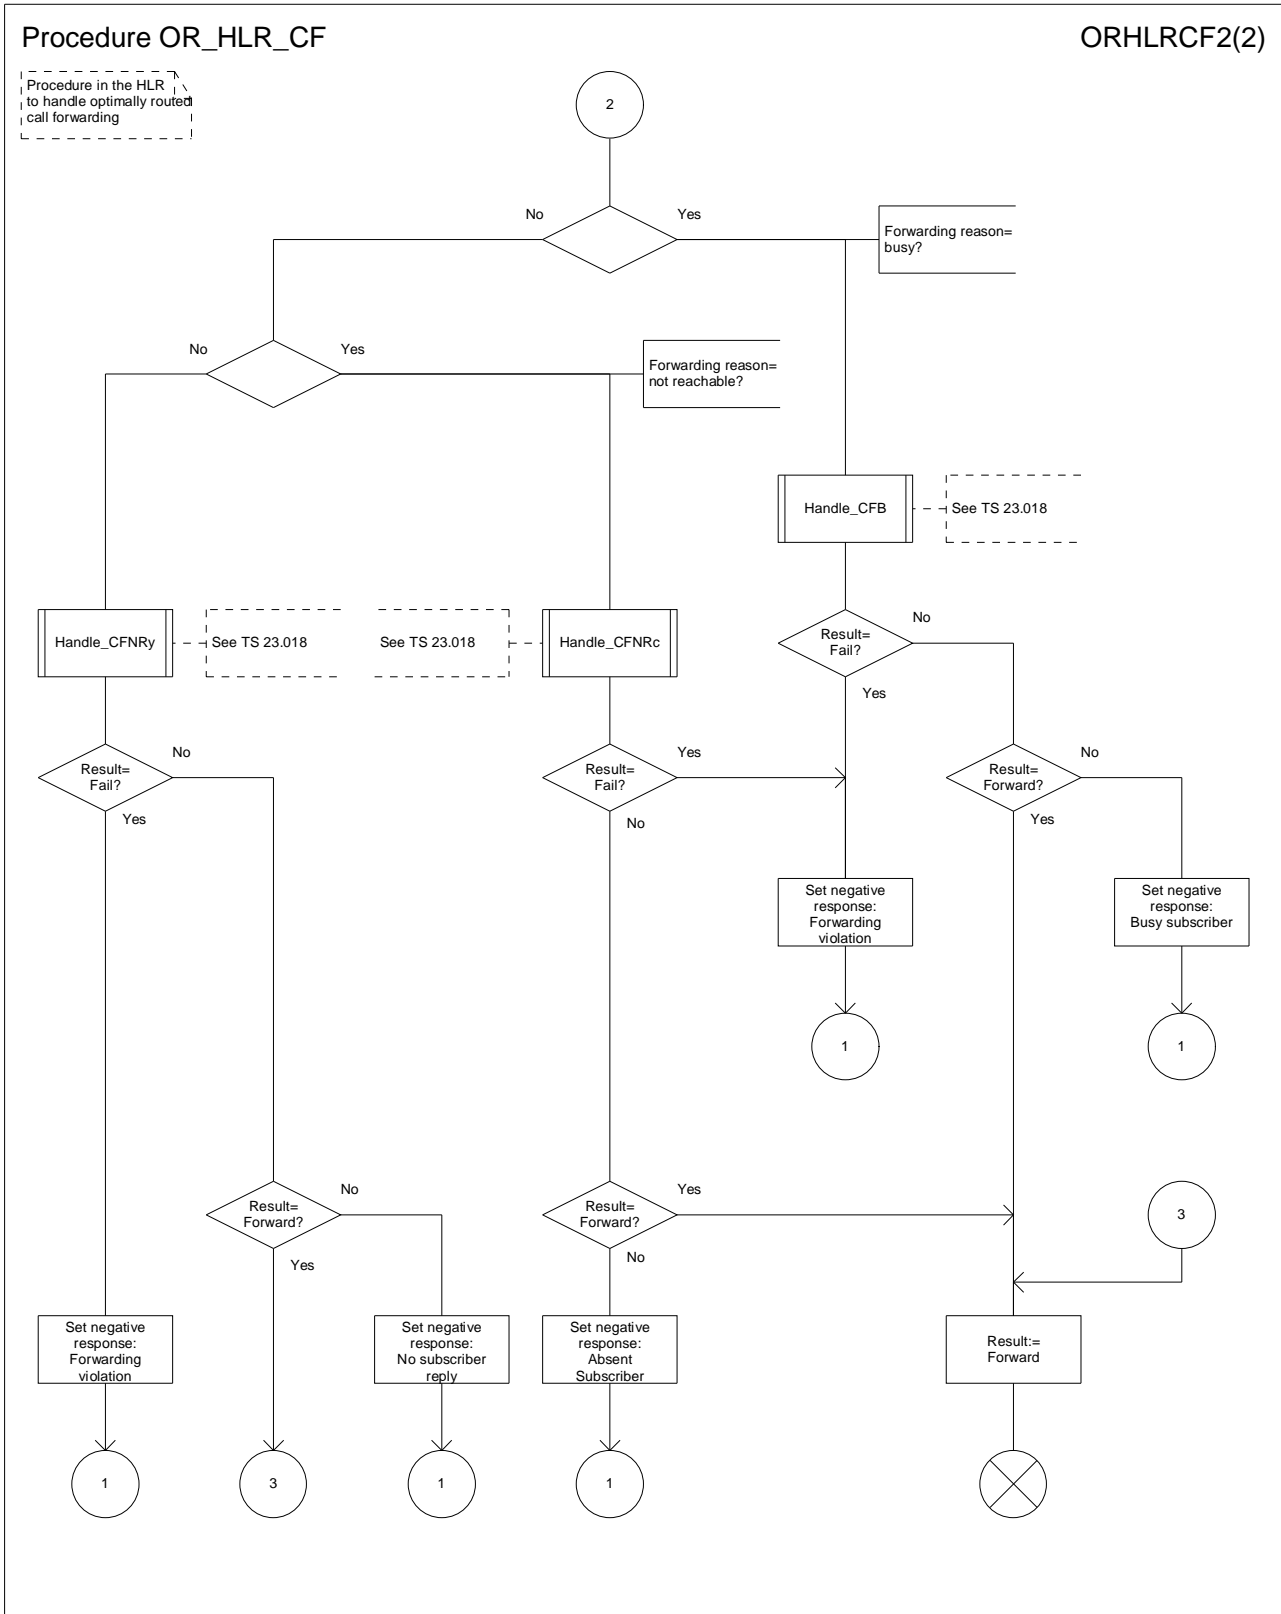 Procedure OR_HLR_CF
ORHLRCF2(2)
Procedure in the HLR
to handle optimally routed
call forwarding
2
No
Yes
Forwarding reason=
busy?
No
Yes
Forwarding reason=
not reachable?
Handle_CFB
See TS 23.018
Handle_CFNRy
See TS 23.018
See TS 23.018
Handle_CFNRc
Result=
Fail?
No
Yes
Result=
Fail?
No
Yes
Result=
Fail?
Yes
No
Result=
Forward?
No
Yes
Set negative
response:
Forwarding
violation
Set negative
response:
Busy subscriber
1
1
Result=
Forward?
No
Yes
Result=
Forward?
Yes
No
3
Set negative
response:
Forwarding
violation
Set negative
response:
No subscriber
reply
Set negative
response:
Absent
Subscriber
Result:=
Forward
1
3
1
1